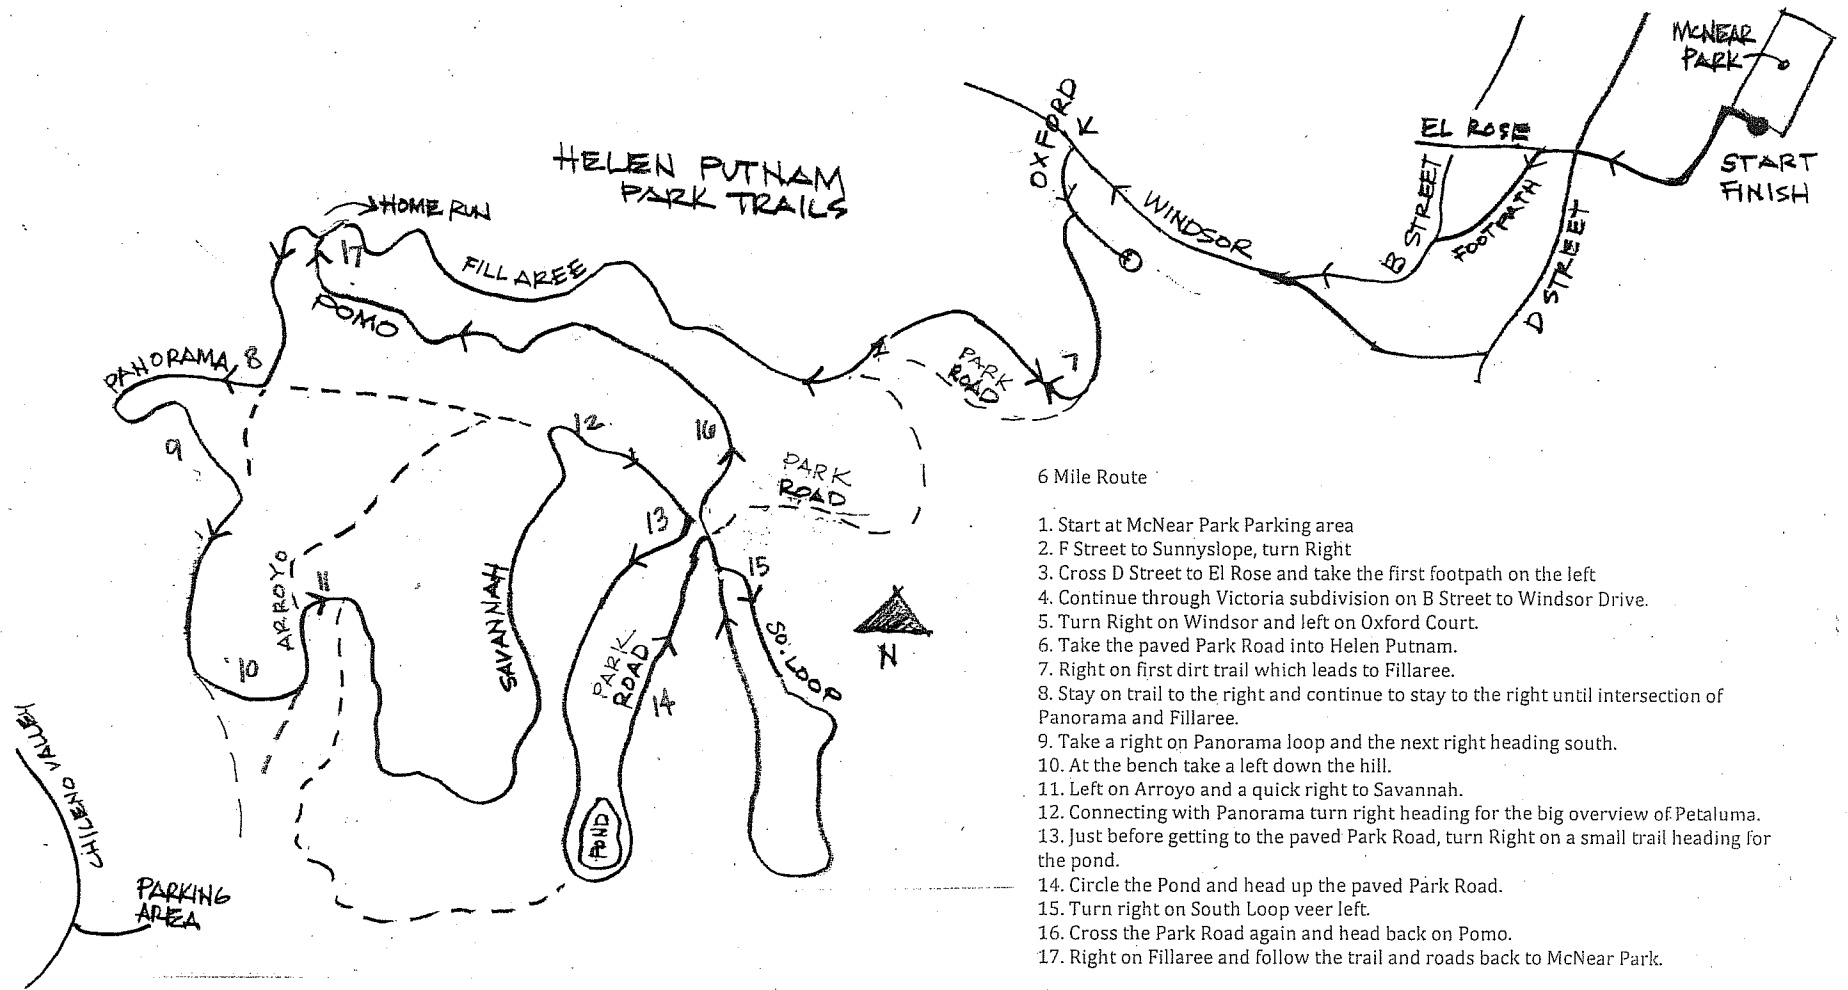 McNEAR
PARK
START
FINISH
EL ROSE
B STREET
FOOTPATH
D STREET
WINDSOR
OXFORD
HELEN PUTNAM
PARK TRAILS
HOME RUN
17
FILLAREE
POMO
PANORAMA
8
7
PARK
ROAD
9
12
16
PARK
ROAD
13
ARROYO
11
SAVANNAH
15
SO. LOOP
PARK
ROAD
14
10
N
POND
CHILENO VALLEY
PARKING
AREA
6 Mile Route
1. Start at McNear Park Parking area
2. F Street to Sunnyslope, turn Right
3. Cross D Street to El Rose and take the first footpath on the left
4. Continue through Victoria subdivision on B Street to Windsor Drive.
5. Turn Right on Windsor and left on Oxford Court.
6. Take the paved Park Road into Helen Putnam.
7. Right on first dirt trail which leads to Fillaree.
8. Stay on trail to the right and continue to stay to the right until intersection of
Panorama and Fillaree.
9. Take a right on Panorama loop and the next right heading south.
10. At the bench take a left down the hill.
11. Left on Arroyo and a quick right to Savannah.
12. Connecting with Panorama turn right heading for the big overview of Petaluma.
13. Just before getting to the paved Park Road, turn Right on a small trail heading for
the pond.
14. Circle the Pond and head up the paved Park Road.
15. Turn right on South Loop veer left.
16. Cross the Park Road again and head back on Pomo.
17. Right on Fillaree and follow the trail and roads back to McNear Park.